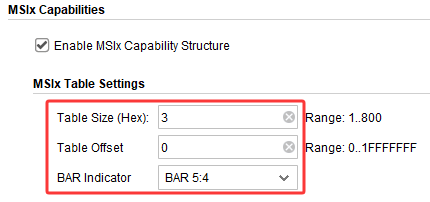 MSIx Capabilities
Enable MSIx Capability Structure
MSIx Table Settings
Table Size (Hex): 3 Range: 1..800
Table Offset 0 Range: 0..1FFFFFFF
BAR Indicator BAR 5:4